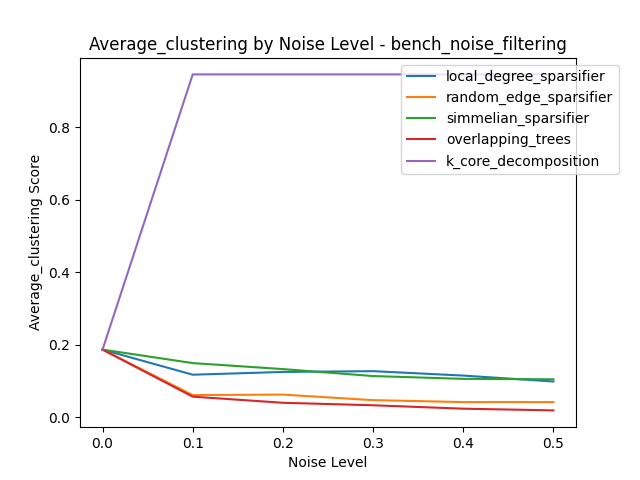 Average_clustering by Noise Level - bench_noise_filtering
local_degree_sparsifier
random_edge_sparsifier
simmelian_sparsifier
overlapping_trees
k_core_decomposition
Average_clustering Score
0.8
0.6
0.4
0.2
0.0
0.0 0.1 0.2 0.3 0.4 0.5
Noise Level